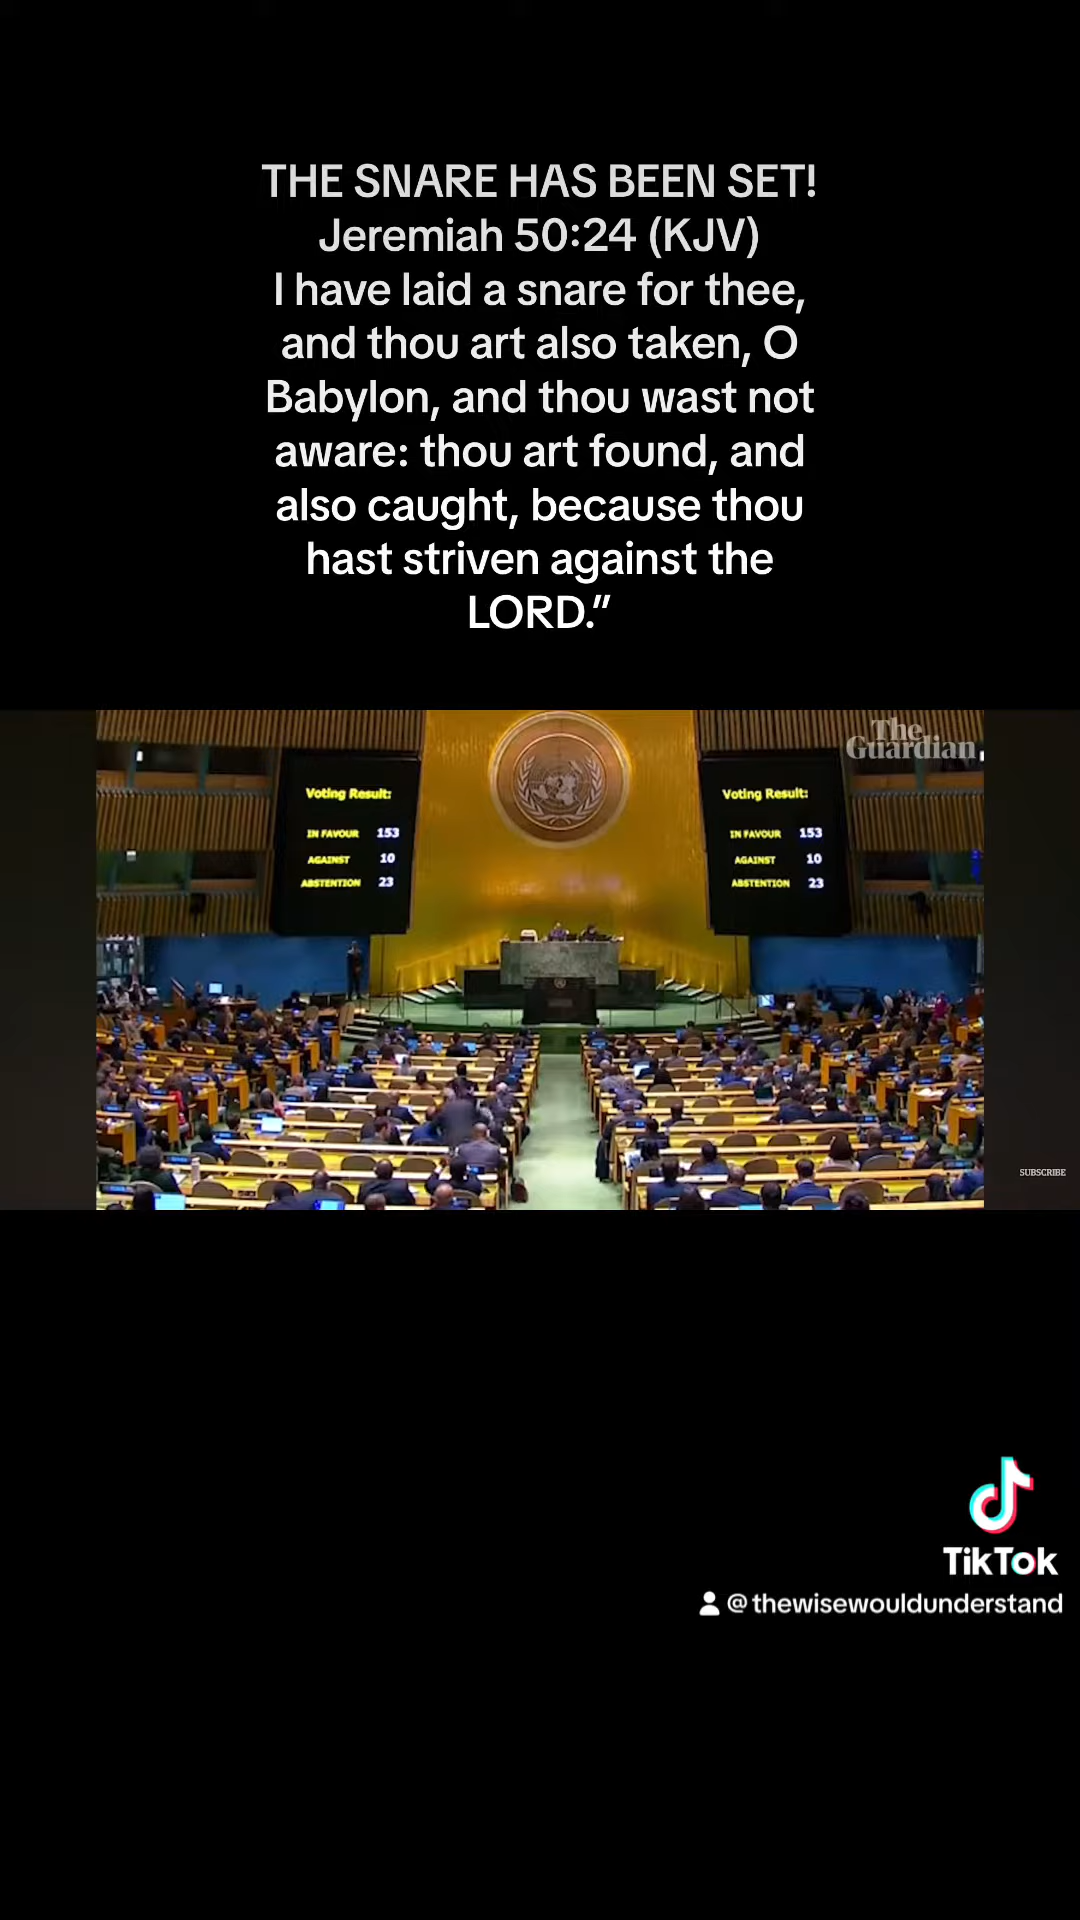 THE SNARE HAS BEEN SET!
Jeremiah 50:24 (KJV)
I have laid a snare for thee,
and thou art also taken, O
Babylon, and thou wast not
aware: thou art found, and
also caught, because thou
hast striven against the
LORD.”
The
Guardian
Voting Result:
IN FAVOUR 153
AGAINST 10
ABSTENTION 23
Voting Result:
IN FAVOUR 153
AGAINST 10
ABSTENTION 23
SUBSCRIBE
TikTok
@thewisewouldunderstand